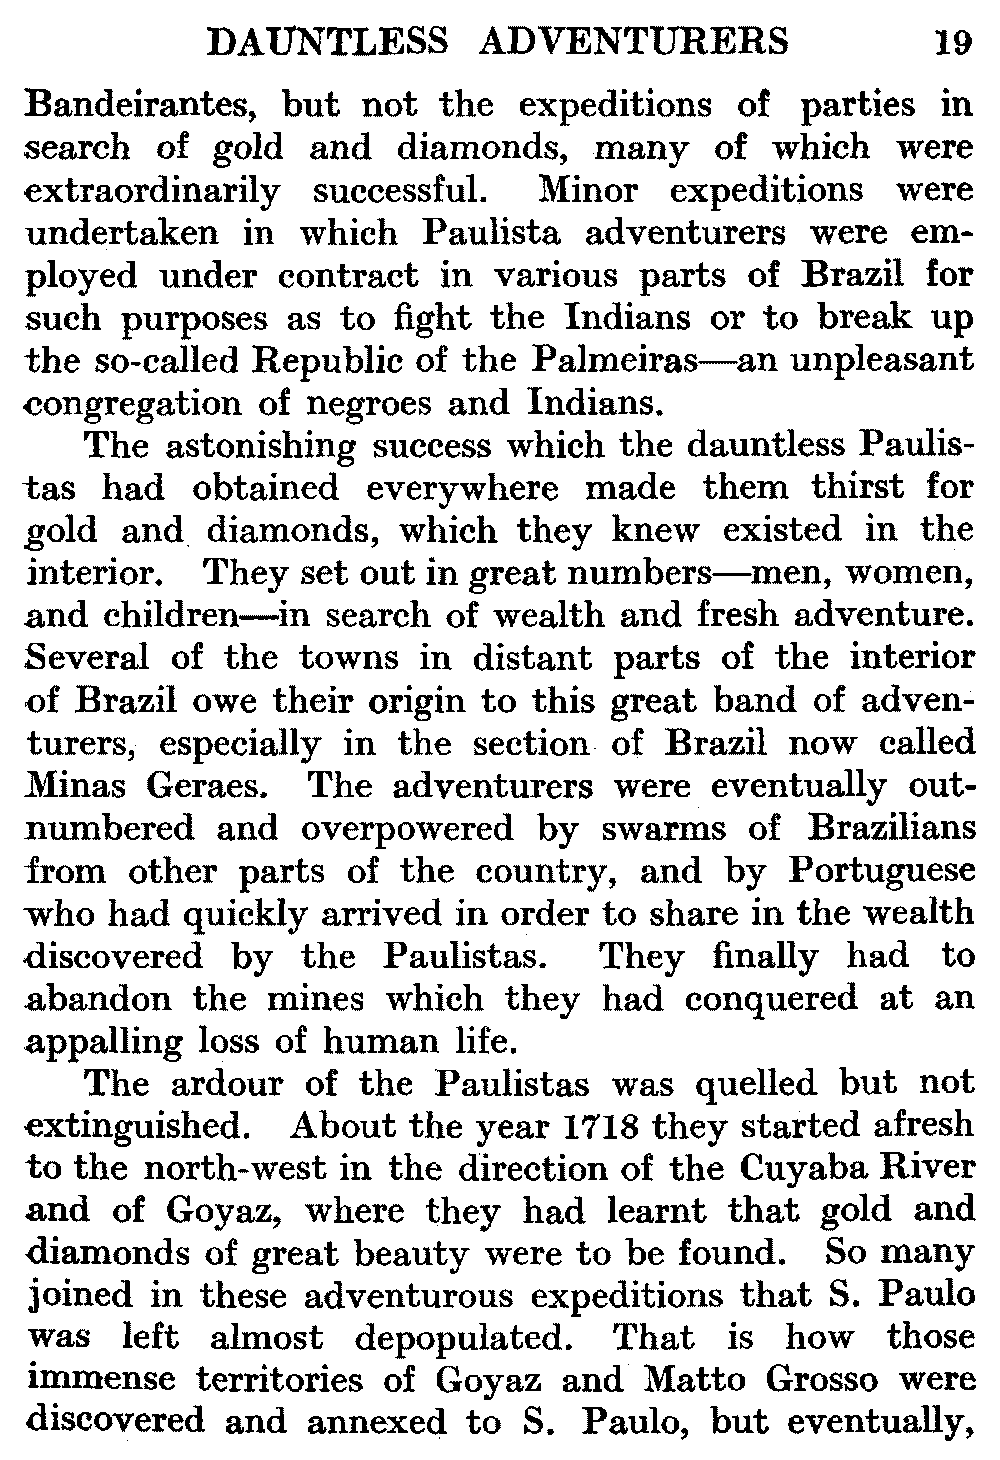 DAUNTLESS ADVENTURERS 19
Bandeirantes, but not the expeditions of parties in
search of gold and diamonds, many of which were
extraordinarily successful. Minor expeditions were
undertaken in which Paulista adventurers were em-
ployed under contract in various parts of Brazil for
such purposes as to fight the Indians or to break up
the so-called Republic of the Palmeiras—an unpleasant
congregation of negroes and Indians.
The astonishing success which the dauntless Paulis-
tas had obtained everywhere made them thirst for
gold and diamonds, which they knew existed in the
interior. They set out in great numbers—men, women,
and children—in search of wealth and fresh adventure.
Several of the towns in distant parts of the interior
of Brazil owe their origin to this great band of adven-
turers, especially in the section of Brazil now called
Minas Geraes. The adventurers were eventually out-
numbered and overpowered by swarms of Brazilians
from other parts of the country, and by Portuguese
who had quickly arrived in order to share in the wealth
discovered by the Paulistas. They finally had to
abandon the mines which they had conquered at an
appalling loss of human life.
The ardour of the Paulistas was quelled but not
extinguished. About the year 1718 they started afresh
to the north-west in the direction of the Cuyaba River
and of Goyaz, where they had learnt that gold and
diamonds of great beauty were to be found. So many
joined in these adventurous expeditions that S. Paulo
was left almost depopulated. That is how those
immense territories of Goyaz and Matto Grosso were
discovered and annexed to S. Paulo, but eventually,